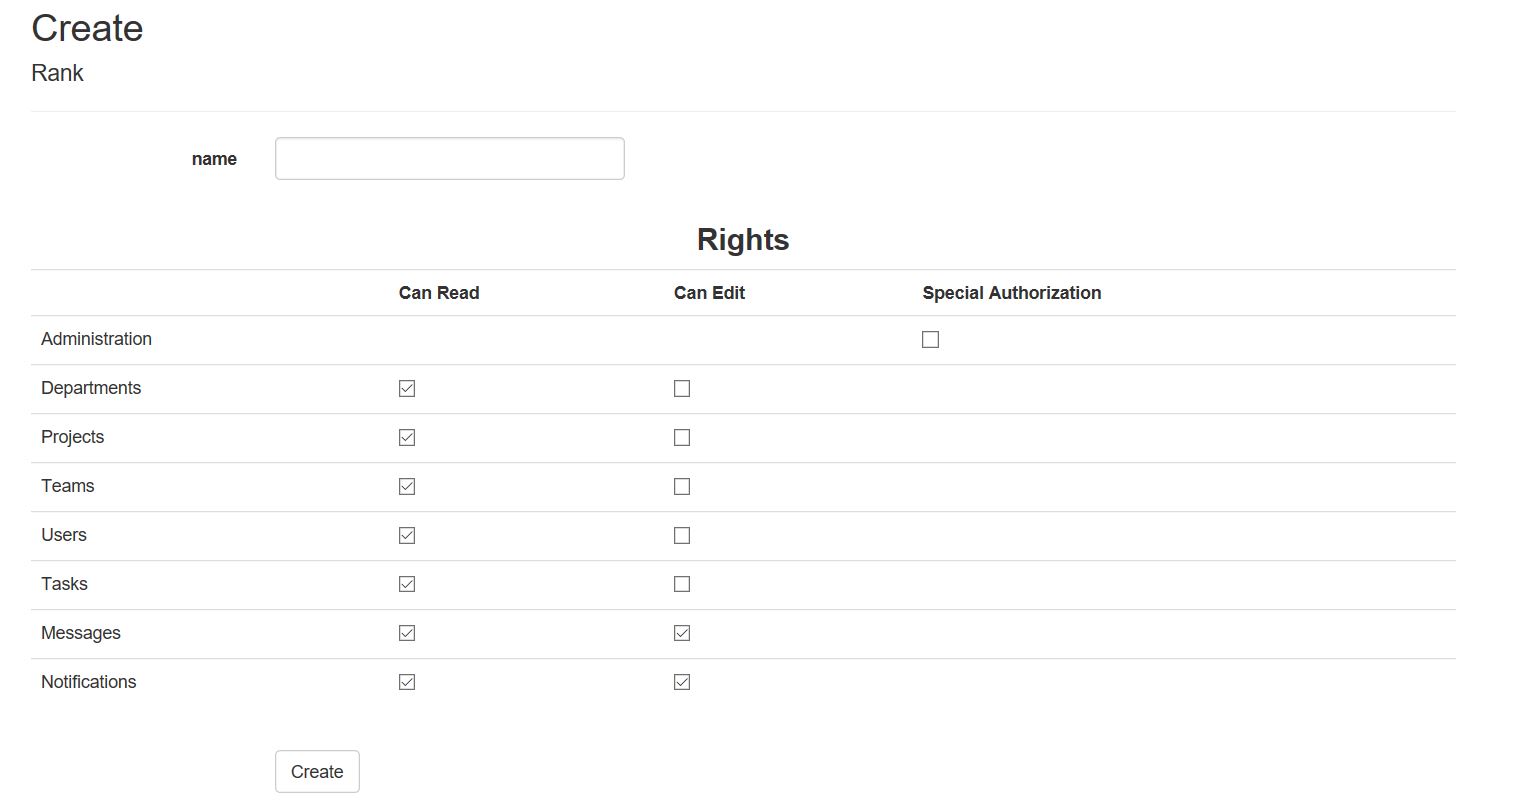 Create
Rank
name
Rights
Can Read Can Edit Special Authorization
Administration
Departments
Projects
Teams
Users
Tasks
Messages
Notifications
Create